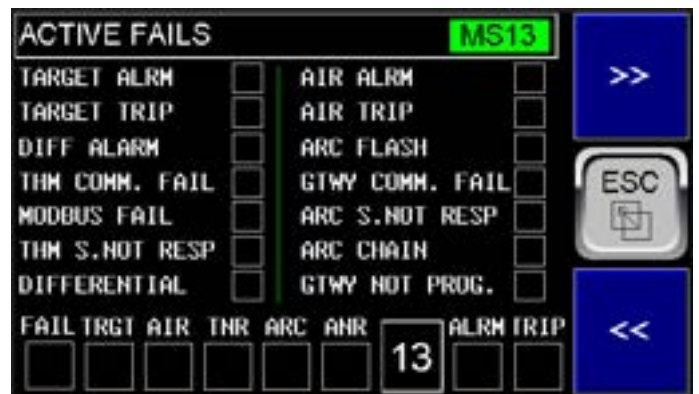 ACTIVE FAILS MS13
TARGET ALRM AIR ALRM
TARGET TRIP AIR TRIP
DIFF ALARM ARC FLASH
THM COMM. FAIL GTWY COMM. FAIL
MODBUS FAIL ARC S.NOT RESP
THM S.NOT RESP ARC CHAIN
DIFFERENTIAL GTWY NOT PROG.
FAIL TRGT AIR TNR ARC ANR ALRM TRIP
13
>>
ESC
<<